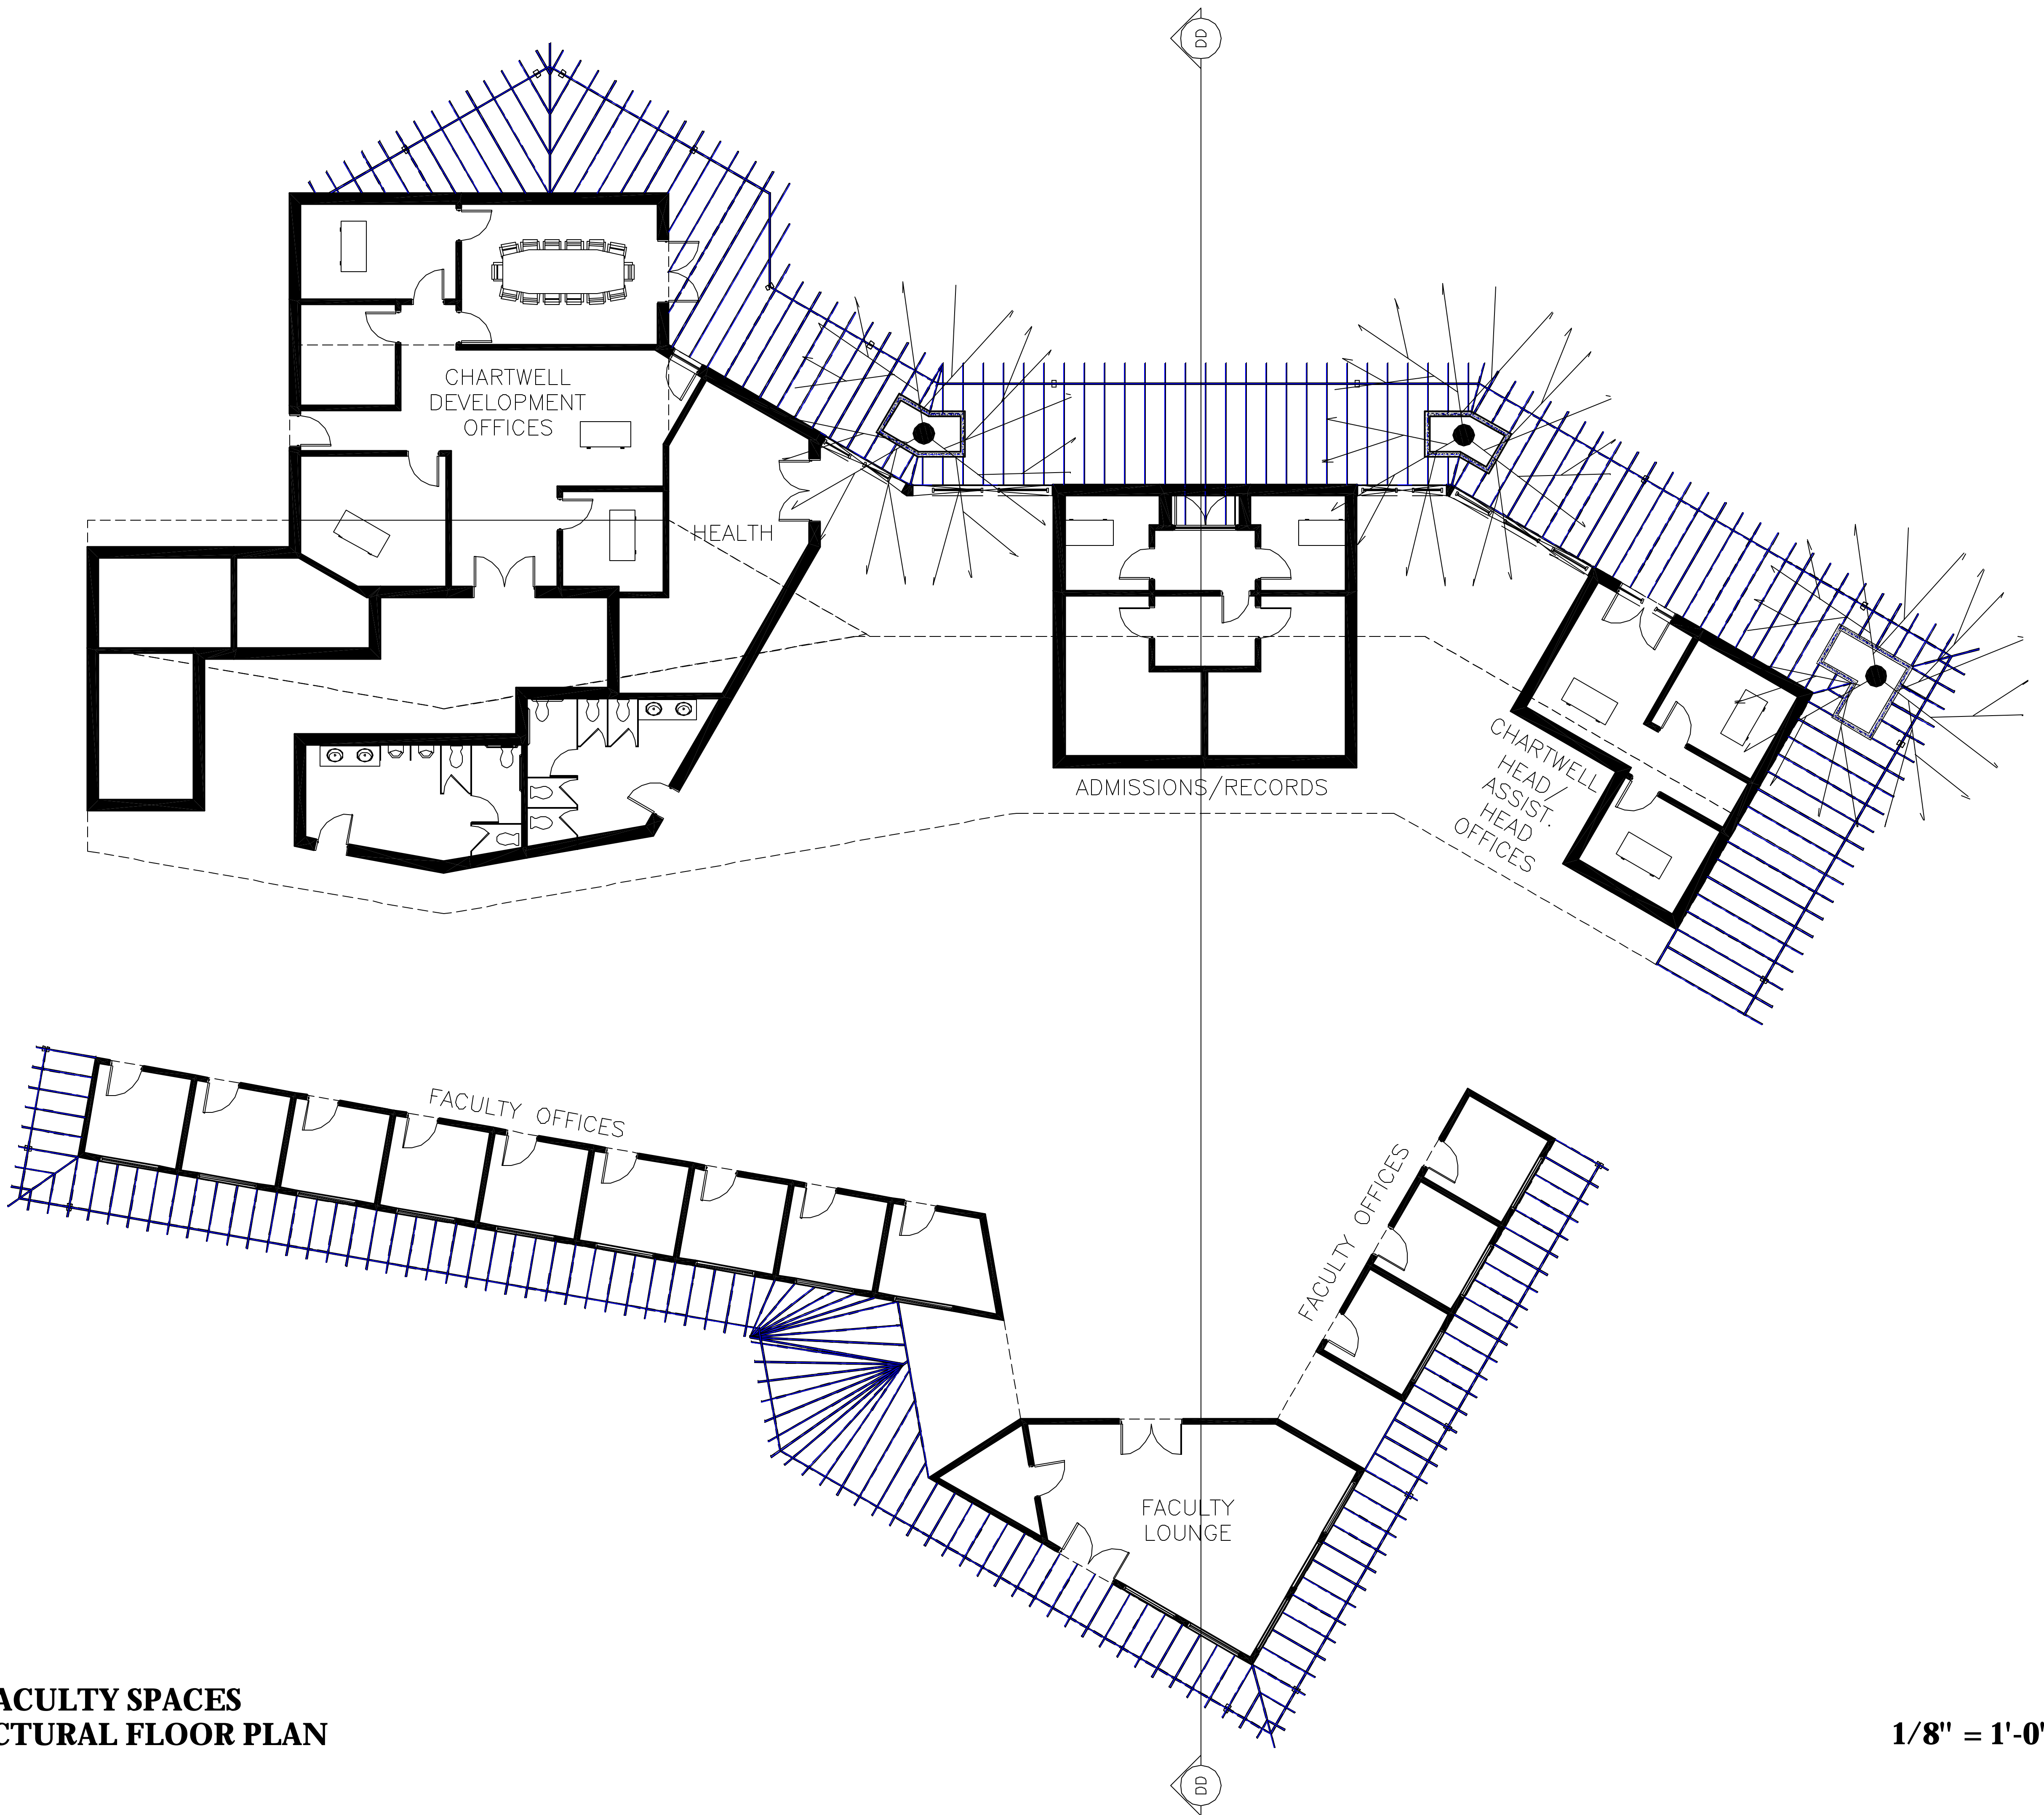 DD
CHARTWELL
DEVELOPMENT
OFFICES
HEALTH
ADMISSIONS/RECORDS
CHARTWELL
HEAD/
ASSIST.
HEAD
OFFICES
FACULTY OFFICES
FACULTY OFFICES
FACULTY
LOUNGE
ACULTY SPACES
CTURAL FLOOR PLAN
1/8" = 1'-0"
DD